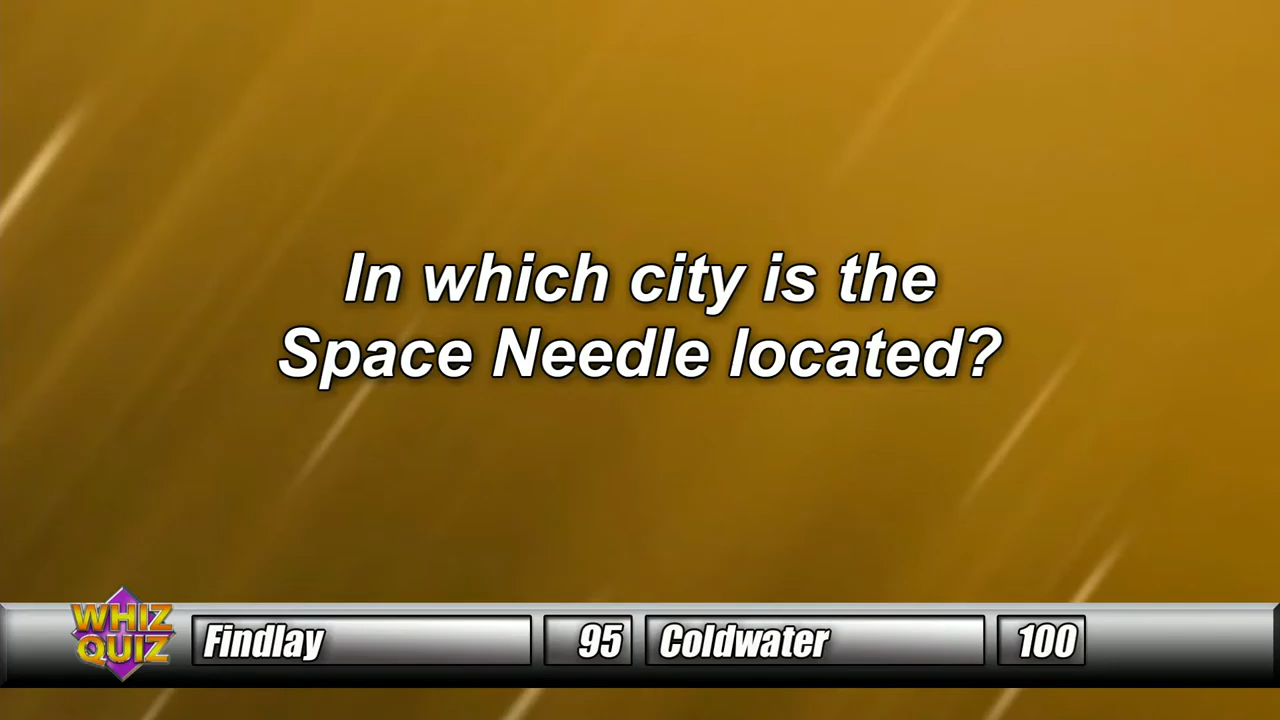 In which city is the
Space Needle located?
WHIZ
QUIZ
Findlay 95 Coldwater 100